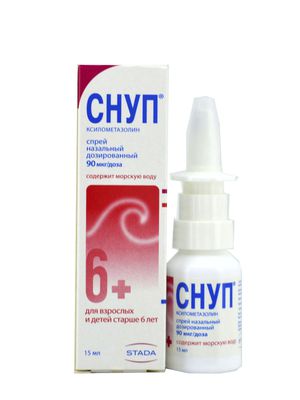 СНУП®
КСИЛОМЕТАЗОЛИН
спрей
назальный
дозированный
90 мкг/доза
содержит морскую воду
6+
для взрослых
и детей старше 6 лет
15 мл
STADA
СНУП®
КСИЛОМЕТАЗОЛИН
спрей назальный
дозированный
90 мкг/доза
содержит морскую воду
15 мл